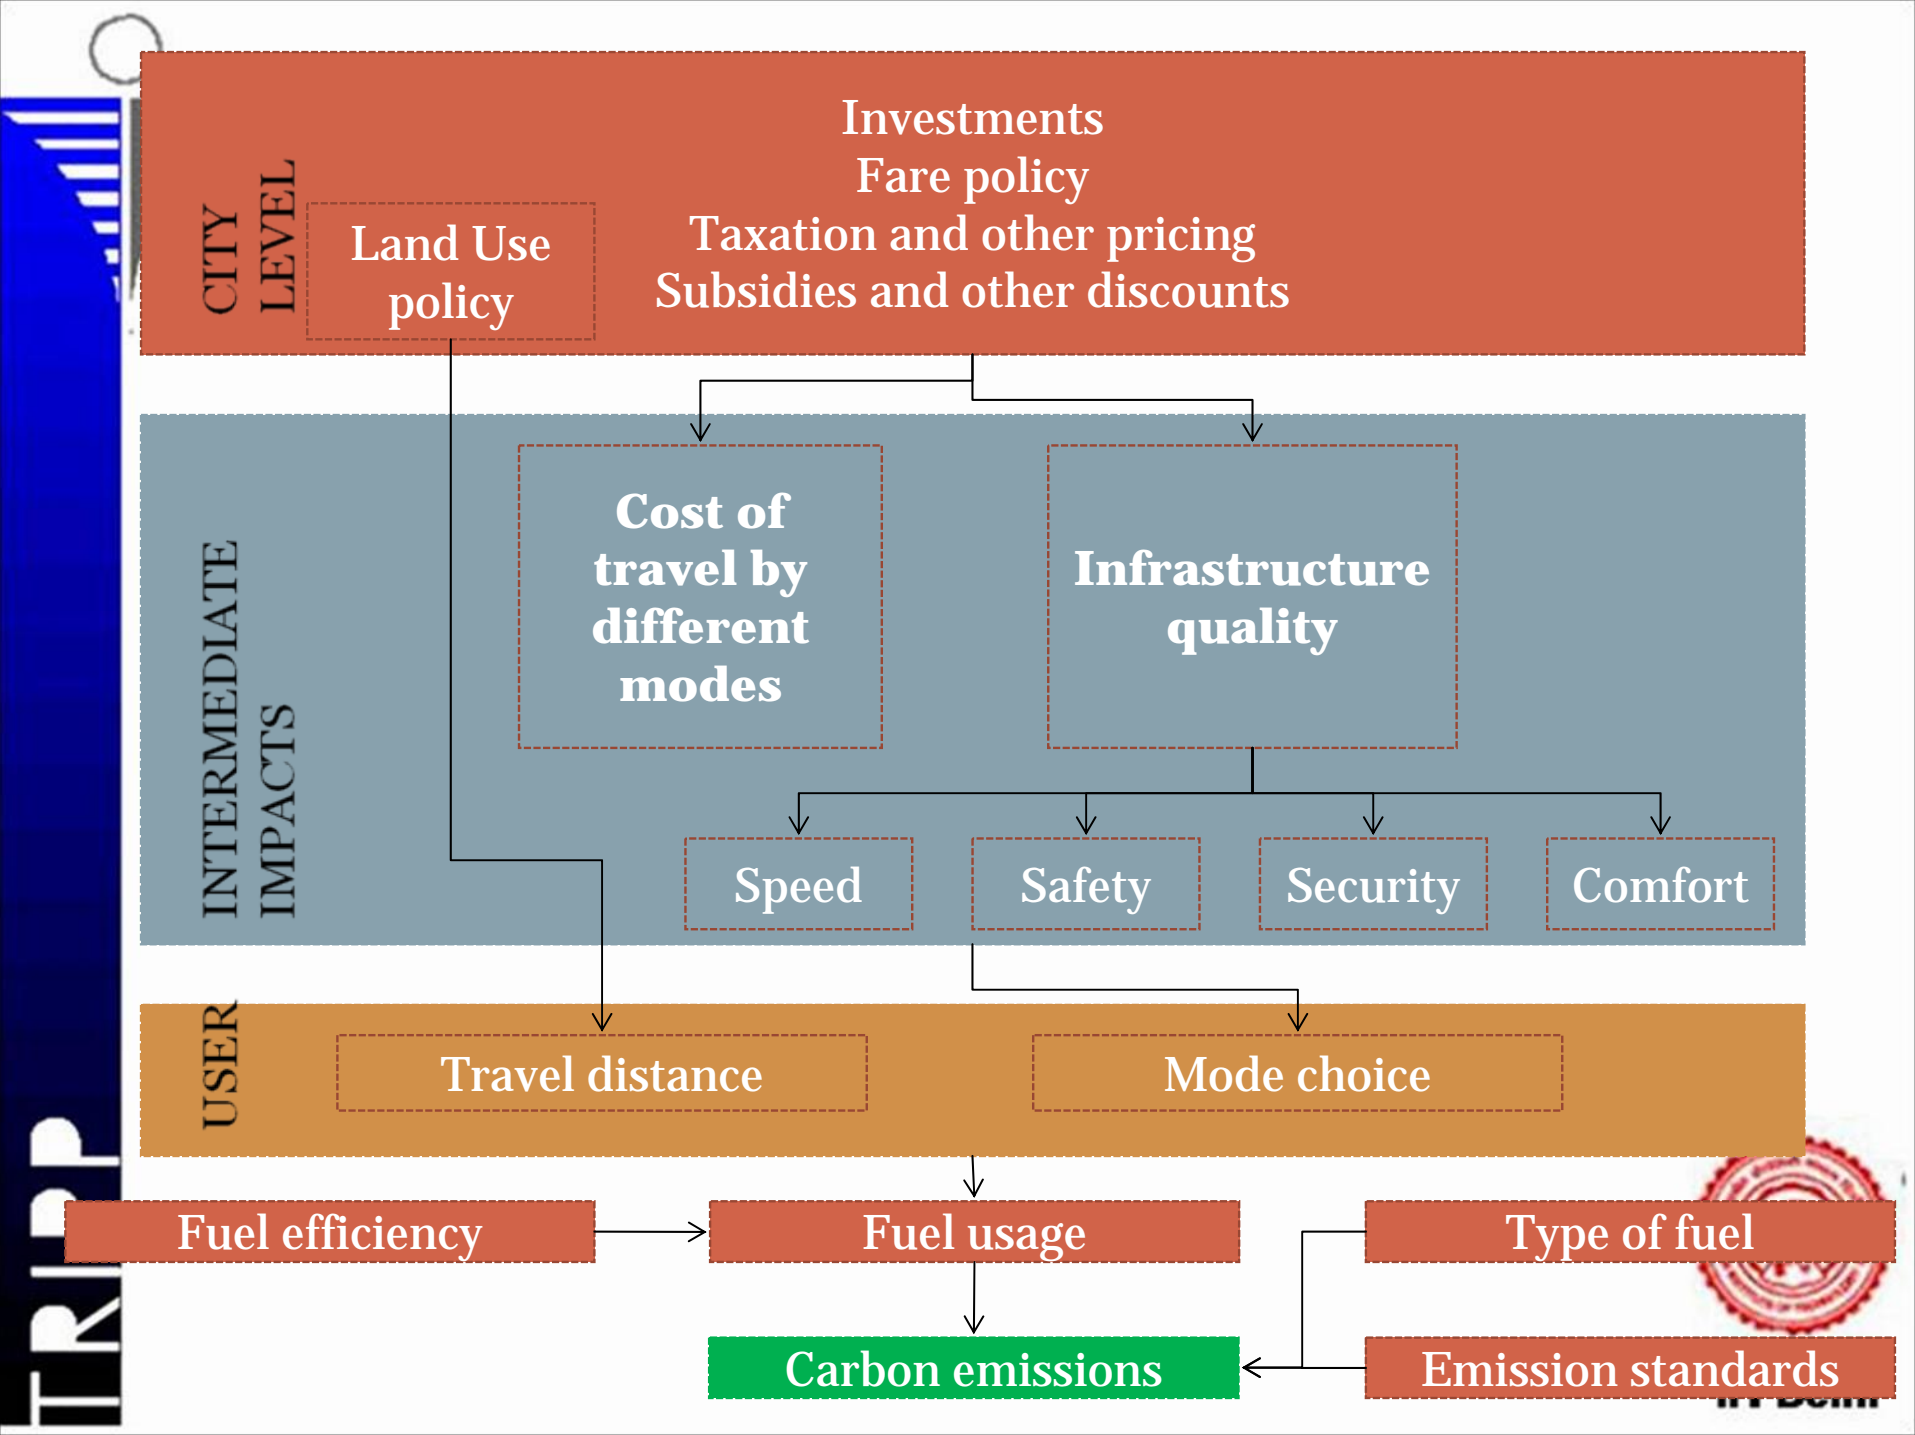 CITY
LEVEL
Investments
Fare policy
Taxation and other pricing
Subsidies and other discounts
Land Use
policy
INTERMEDIATE
IMPACTS
Cost of
travel by
different
modes
Infrastructure
quality
Speed
Safety
Security
Comfort
USER
Travel distance
Mode choice
Fuel efficiency
Fuel usage
Type of fuel
Carbon emissions
Emission standards
TRIPP